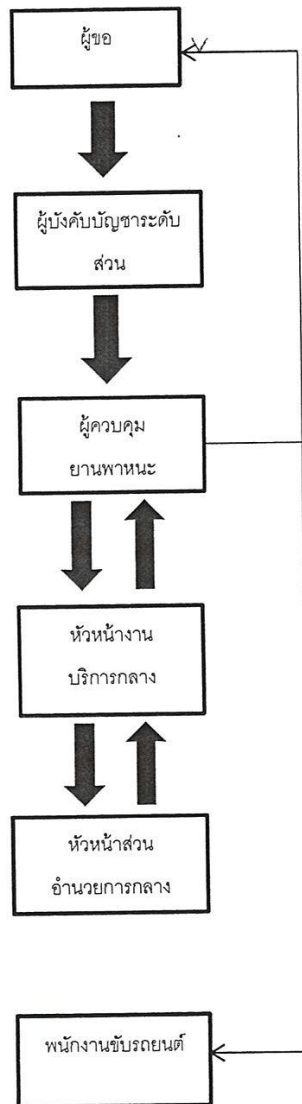 ผู้ขอ
ผู้บังคับบัญชาระดับ
ส่วน
ผู้ควบคุม
ยานพาหนะ
หัวหน้างาน
บริการกลาง
หัวหน้าส่วน
อำนวยการกลาง
พนักงานขับรถยนต์